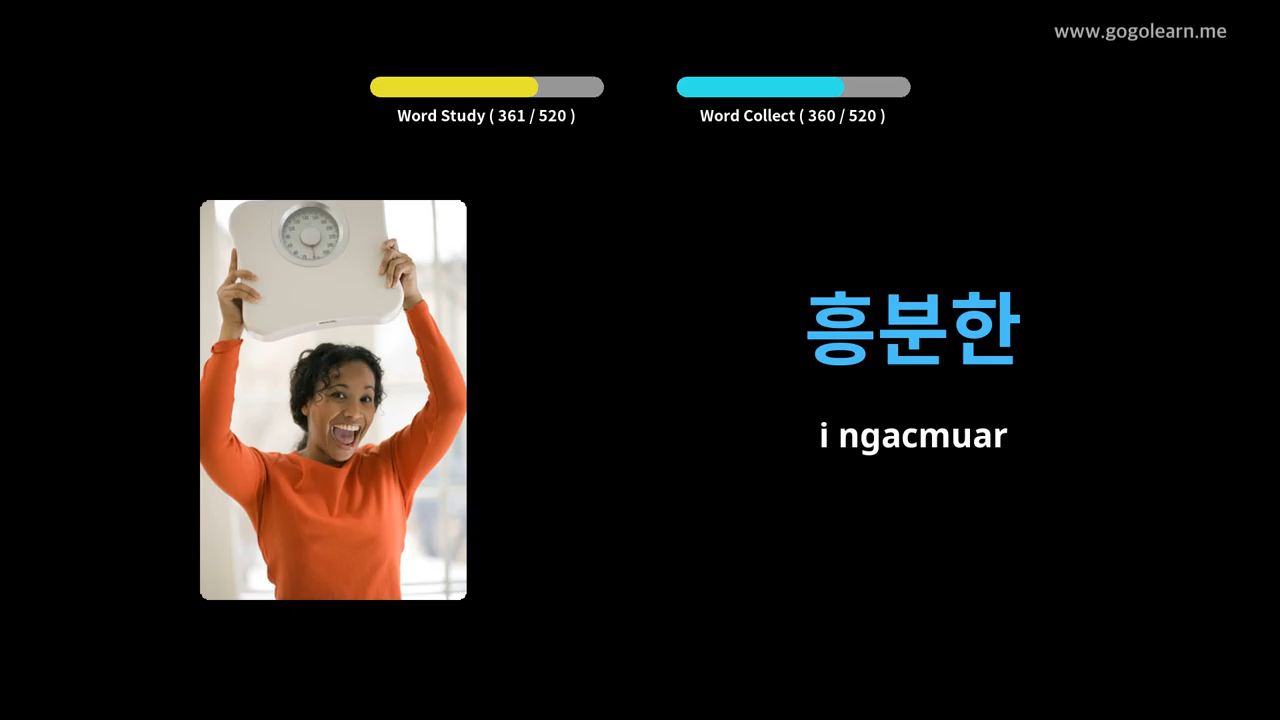 www.gogolearn.me
Word Study ( 361 / 520 )
Word Collect ( 360 / 520 )
흥분한
i ngacmuar